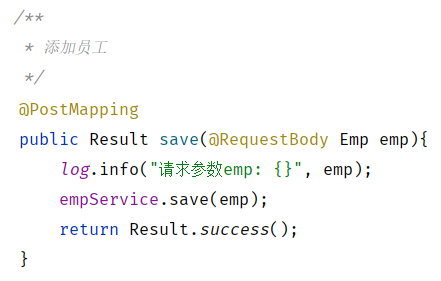 /**
 * 添加员工
 */
@PostMapping
public Result save(@RequestBody Emp emp){
    log.info("请求参数emp: {}", emp);
    empService.save(emp);
    return Result.success();
}